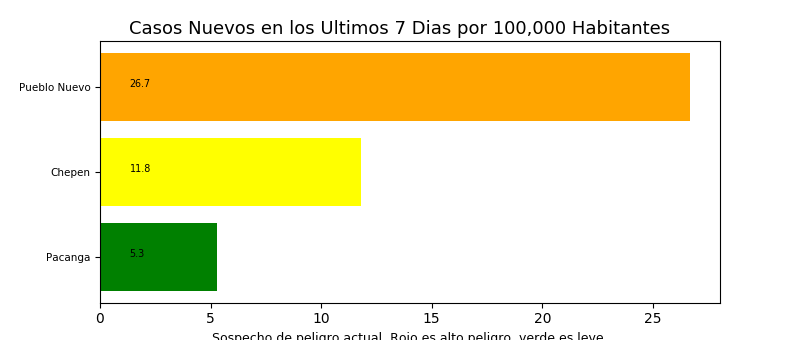 Casos Nuevos en los Ultimos 7 Dias por 100,000 Habitantes
Pueblo Nuevo
26.7
Chepen
11.8
Pacanga
5.3
0 5 10 15 20 25
Sospecho de peligro actual. Rojo es alto peligro, verde es leve